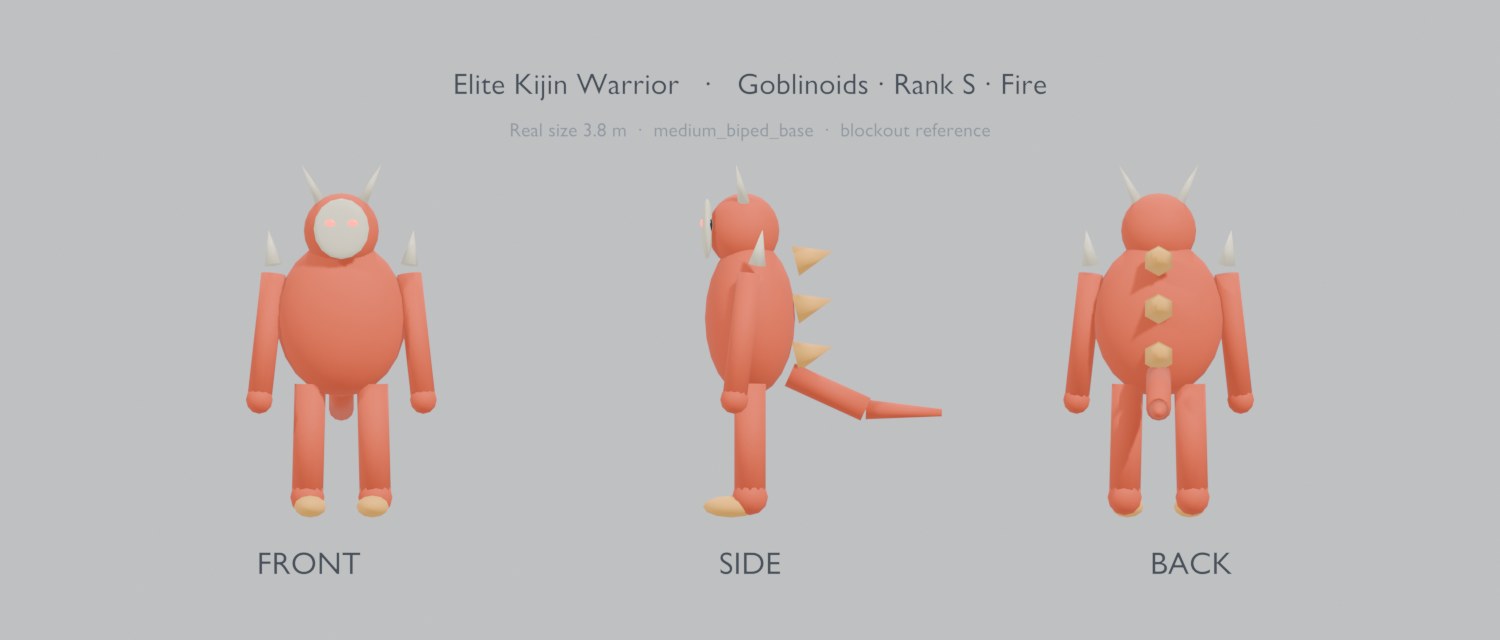 Elite Kijin Warrior · Goblinoids · Rank S · Fire
Real size 3.8 m · medium_biped_base · blockout reference
FRONT SIDE BACK